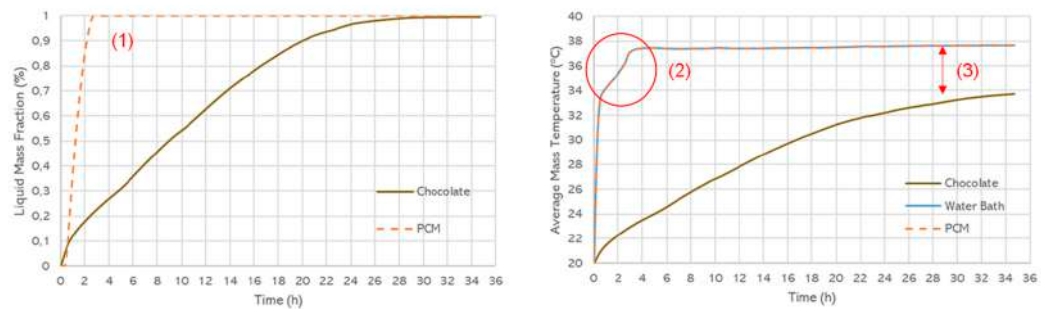 Liquid Mass Fraction (%)
1
0,9
0,8
0,7
0,6
0,5
0,4
0,3
0,2
0,1
0
(1)
Chocolate
PCM
0 2 4 6 8 10 12 14 16 18 20 22 24 26 28 30 32 34 36
Time (h)
Average Mass Temperature (°C)
40
38
36
34
32
30
28
26
24
22
20
(2)
(3)
Chocolate
Water Bath
PCM
0 2 4 6 8 10 12 14 16 18 20 22 24 26 28 30 32 34 36
Time (h)